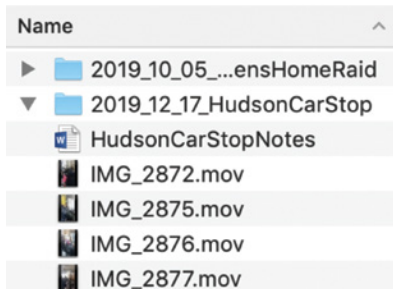 Name
2019_10_05_...ensHomeRaid
2019_12_17_HudsonCarStop
HudsonCarStopNotes
IMG_2872.mov
IMG_2875.mov
IMG_2876.mov
IMG_2877.mov